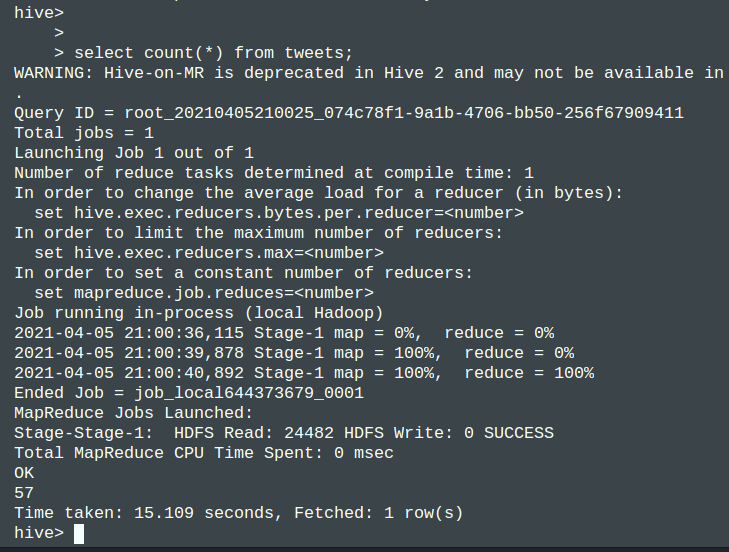 hive>
    >
    > select count(*) from tweets;
WARNING: Hive-on-MR is deprecated in Hive 2 and may not be available in
.
Query ID = root_20210405210025_074c78f1-9a1b-4706-bb50-256f67909411
Total jobs = 1
Launching Job 1 out of 1
Number of reduce tasks determined at compile time: 1
In order to change the average load for a reducer (in bytes):
  set hive.exec.reducers.bytes.per.reducer=<number>
In order to limit the maximum number of reducers:
  set hive.exec.reducers.max=<number>
In order to set a constant number of reducers:
  set mapreduce.job.reduces=<number>
Job running in-process (local Hadoop)
2021-04-05 21:00:36,115 Stage-1 map = 0%,  reduce = 0%
2021-04-05 21:00:39,878 Stage-1 map = 100%,  reduce = 0%
2021-04-05 21:00:40,892 Stage-1 map = 100%,  reduce = 100%
Ended Job = job_local644373679_0001
MapReduce Jobs Launched:
Stage-Stage-1:  HDFS Read: 24482 HDFS Write: 0 SUCCESS
Total MapReduce CPU Time Spent: 0 msec
OK
57
Time taken: 15.109 seconds, Fetched: 1 row(s)
hive>